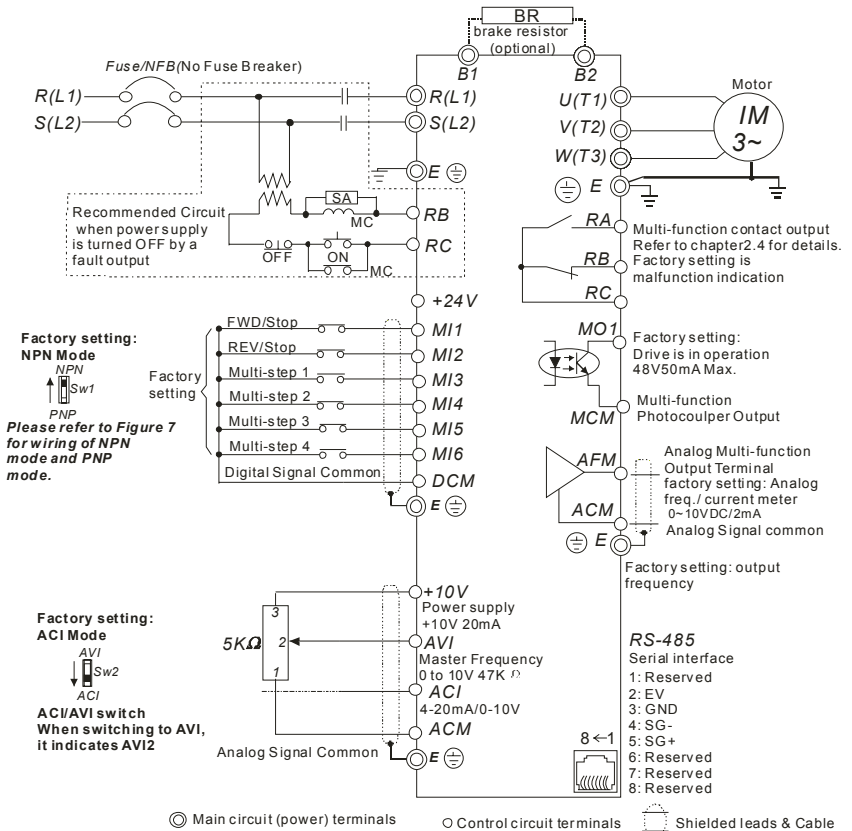 BR
brake resistor
(optional)
B1
B2
Fuse/NFB(No Fuse Breaker)
R(L1)
S(L2)
R(L1)
S(L2)
E
Motor
U(T1)
V(T2)
W(T3)
IM
3~
E
Recommended Circuit
when power supply
is turned OFF by a
fault output
SA
MC
RB
OFF
ON
MC
RC
RA
RB
RC
Multi-function contact output
Refer to chapter2.4 for details.
Factory setting is
malfunction indication
+24V
Factory setting:
NPN Mode
NPN
Sw1
PNP
Please refer to Figure 7
for wiring of NPN
mode and PNP
mode.
Factory
setting
FWD/Stop
MI1
REV/Stop
MI2
Multi-step 1
MI3
Multi-step 2
MI4
Multi-step 3
MI5
Multi-step 4
MI6
Digital Signal Common
DCM
E
MO1
Factory setting:
Drive is in operation
48V50mA Max.
Multi-function
Photocoulper Output
MCM
AFM
ACM
Analog Multi-function
Output Terminal
factory setting: Analog
freq./ current meter
0~10VDC/2mA
Analog Signal common
E
Factory setting: output
frequency
Factory setting:
ACI Mode
AVI
Sw2
ACI
ACI/AVI switch
When switching to AVI,
it indicates AVI2
5KΩ
3
2
1
+10V
Power supply
+10V 20mA
AVI
Master Frequency
0 to 10V 47K Ω
ACI
4-20mA/0-10V
ACM
Analog Signal Common
E
RS-485
Serial interface
1: Reserved
2: EV
3: GND
4: SG-
5: SG+
6: Reserved
7: Reserved
8: Reserved
8←1
Main circuit (power) terminals
Control circuit terminals
Shielded leads & Cable